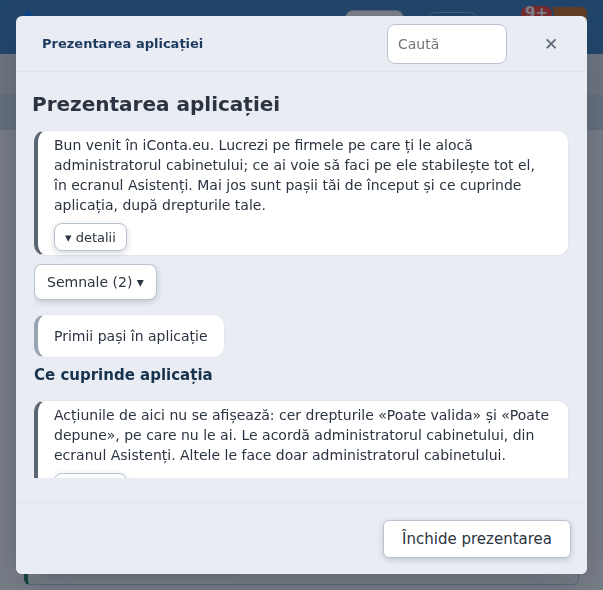 9+
Prezentarea aplicației
Caută
✕
Prezentarea aplicației
Bun venit în iConta.eu. Lucrezi pe firmele pe care ți le alocă
administratorul cabinetului; ce ai voie să faci pe ele stabilește tot el,
în ecranul Asistenți. Mai jos sunt pașii tăi de început și ce cuprinde
aplicația, după drepturile tale.
▾ detalii
Semnale (2) ▾
Primii pași în aplicație
Ce cuprinde aplicația
Acțiunile de aici nu se afișează: cer drepturile «Poate valida» și «Poate
depune», pe care nu le ai. Le acordă administratorul cabinetului, din
ecranul Asistenți. Altele le face doar administratorul cabinetului.
Închide prezentarea